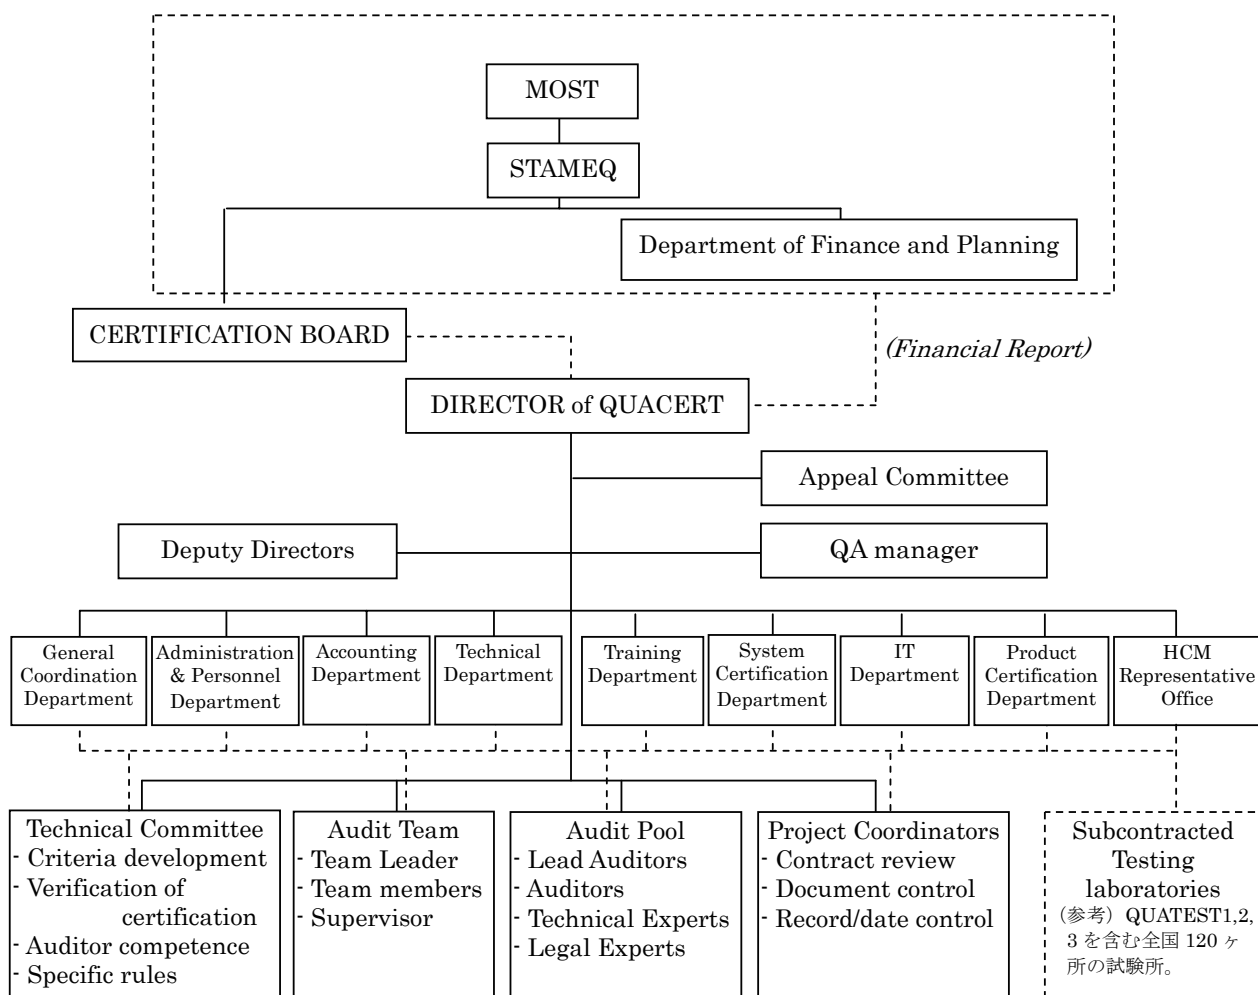 MOST
STAMEQ
Department of Finance and Planning
CERTIFICATION BOARD
(Financial Report)
DIRECTOR of QUACERT
Appeal Committee
Deputy Directors
QA manager
General
Coordination
Department
Administration
& Personnel
Department
Accounting
Department
Technical
Department
Training
Department
System
Certification
Department
IT
Department
Product
Certification
Department
HCM
Representative
Office
Technical Committee
- Criteria development
- Verification of
certification
- Auditor competence
- Specific rules
Audit Team
- Team Leader
- Team members
- Supervisor
Audit Pool
- Lead Auditors
- Auditors
- Technical Experts
- Legal Experts
Project Coordinators
- Contract review
- Document control
- Record/date control
Subcontracted
Testing
laboratories
（参考）QUATEST1,2,
3 を含む全国 120 ヶ
所の試験所。